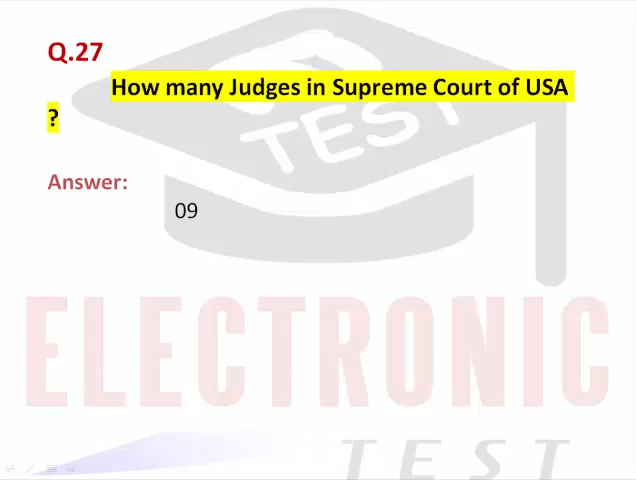 Q.27
How many Judges in Supreme Court of USA
?
Answer:
09
TEST
ELECTRONIC
TEST